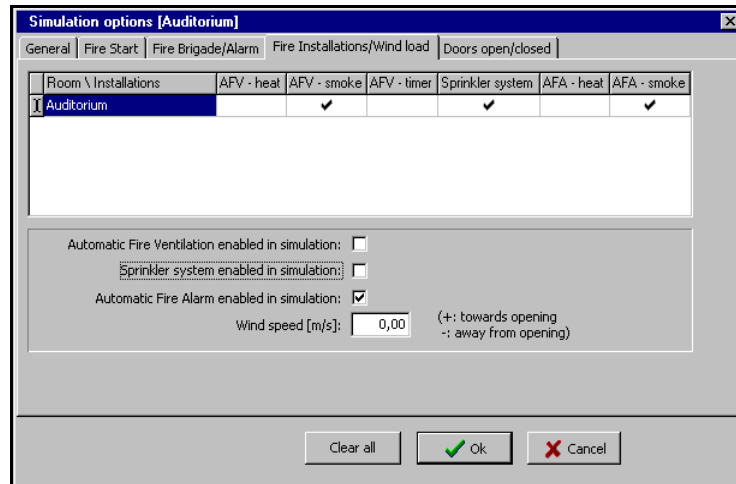 Simulation options [Auditorium]
General Fire Start Fire Brigade/Alarm Fire Installations/Wind load Doors open/closed
Room \ Installations AFV - heat AFV - smoke AFV - timer Sprinkler system AFA - heat AFA - smoke
Auditorium ✓ ✓ ✓
Automatic Fire Ventilation enabled in simulation:
Sprinkler system enabled in simulation:
Automatic Fire Alarm enabled in simulation: ✓
Wind speed [m/s]: 0,00 (+: towards opening
-: away from opening)
Clear all Ok Cancel